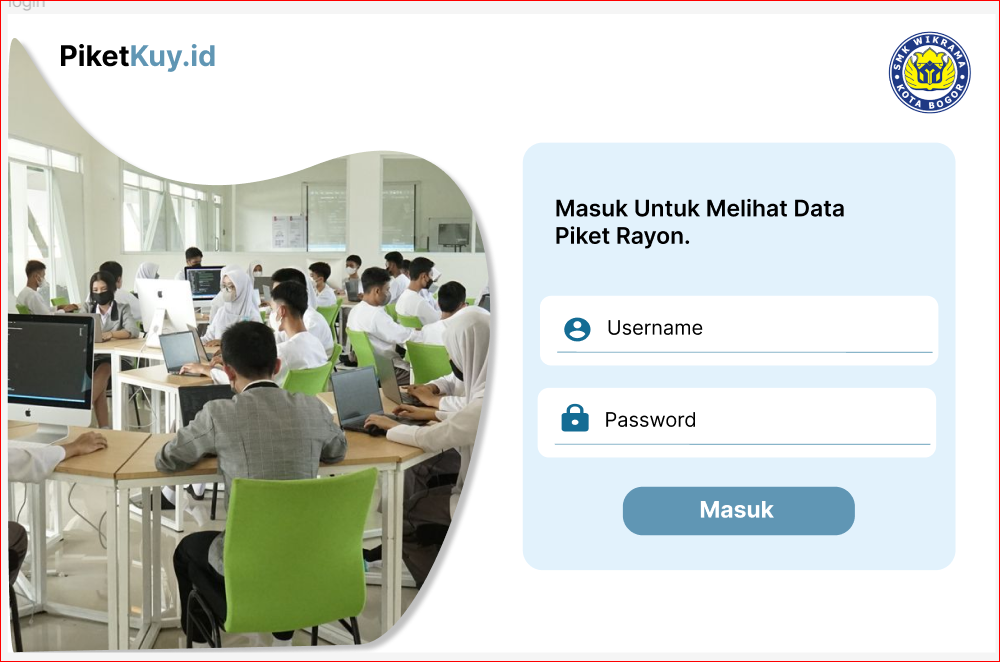 login
PiketKuy.id
SMK WIKRAMA
KOTA BOGOR
Masuk Untuk Melihat Data
Piket Rayon.
Username
Password
Masuk